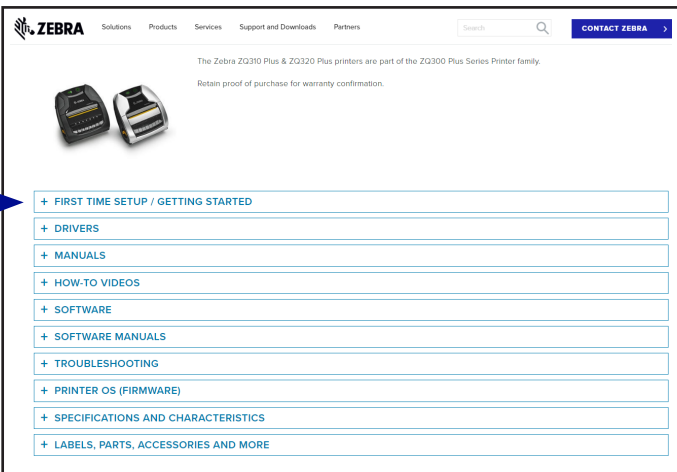 ZEBRA Solutions Products Services Support and Downloads Partners Search CONTACT ZEBRA >
The Zebra ZQ310 Plus & ZQ320 Plus printers are part of the ZQ300 Plus Series Printer family.
Retain proof of purchase for warranty confirmation.
+ FIRST TIME SETUP / GETTING STARTED
+ DRIVERS
+ MANUALS
+ HOW-TO VIDEOS
+ SOFTWARE
+ SOFTWARE MANUALS
+ TROUBLESHOOTING
+ PRINTER OS (FIRMWARE)
+ SPECIFICATIONS AND CHARACTERISTICS
+ LABELS, PARTS, ACCESSORIES AND MORE